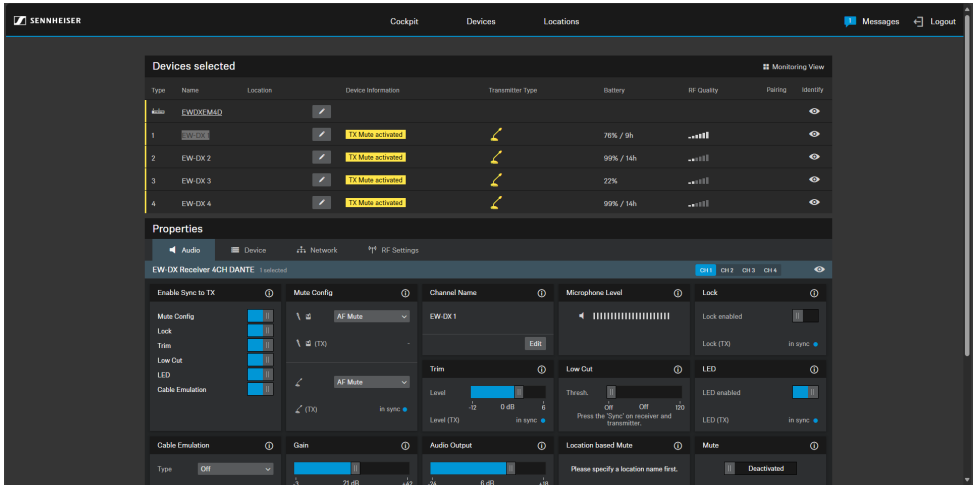 SENNHEISER Cockpit Devices Locations Messages Logout
Devices selected Monitoring View
Type Name Location Device Information Transmitter Type Battery RF Quality Pairing Identify
EWDXEM4D
1 EW-DX 1 TX Mute activated 76% / 9h
2 EW-DX 2 TX Mute activated 99% / 14h
3 EW-DX 3 TX Mute activated 22%
4 EW-DX 4 TX Mute activated 99% / 14h
Properties
Audio Device Network RF Settings
EW-DX Receiver 4CH DANTE 1 selected CH 1 CH 2 CH 3 CH 4
Enable Sync to TX Mute Config Channel Name Microphone Level Lock
Mute Config AF Mute EW-DX 1 Lock enabled
Lock
Trim (TX) - Edit Lock (TX) in sync
Low Cut Trim Low Cut LED
LED AF Mute Level Thresh. LED enabled
Cable Emulation
-12 0 dB 6 Off Off 120
(TX) in sync Level (TX) in sync Press the 'Sync' on receiver and LED (TX) in sync
transmitter.
Cable Emulation Gain Audio Output Location based Mute Mute
Type Off Please specify a location name first. Deactivated
-3 21 dB +42 -24 6 dB +18